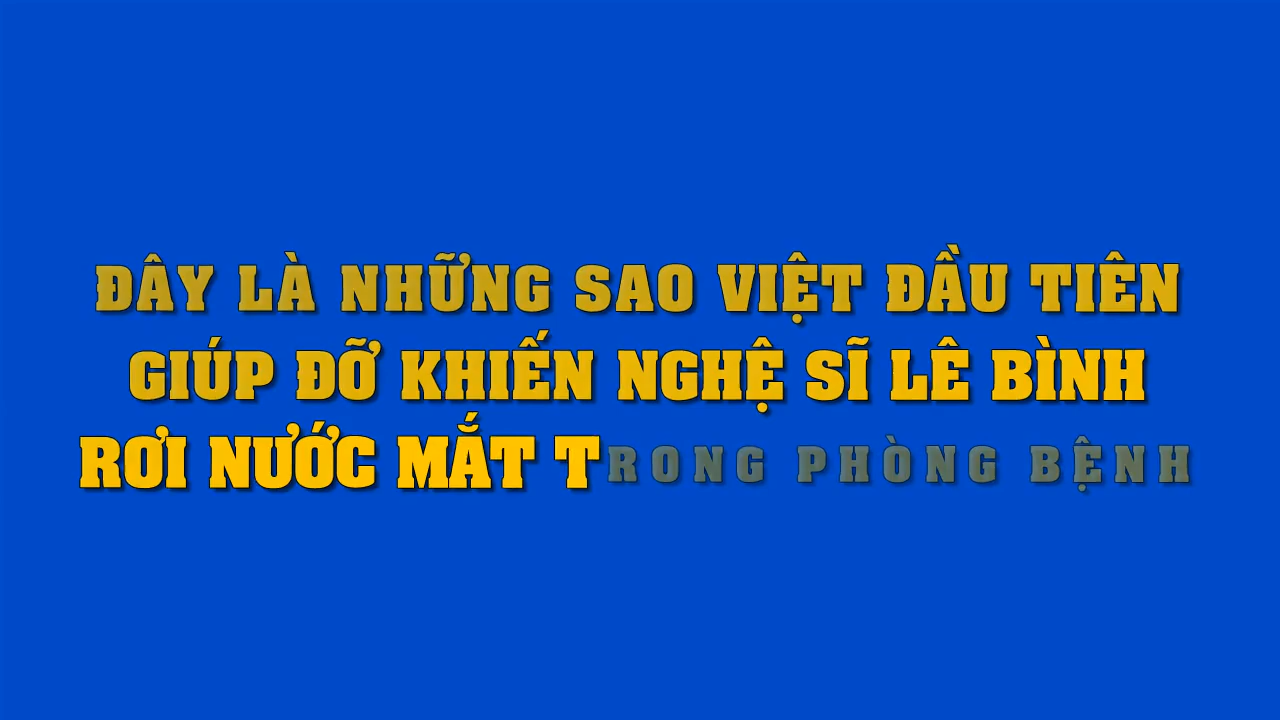 ĐÂY LÀ NHỮNG SAO VIỆT ĐẦU TIÊN
GIÚP ĐỠ KHIẾN NGHỆ SĨ LÊ BÌNH
RƠI NƯỚC MẮT TRONG PHÒNG BỆNH